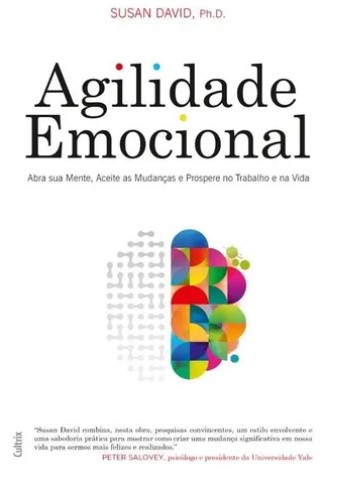 SUSAN DAVID, Ph.D.
Agilidade
Emocional
Abra sua Mente, Aceite as Mudanças e Prospere no Trabalho e na Vida
Cultrix
“Susan David combina, nesta obra, pesquisas convincentes, um estilo envolvente e
uma sabedoria prática para mostrar como criar uma mudança significativa em nossa
vida para sermos mais felizes e realizados.”
PETER SALOVEY, psicólogo e presidente da Universidade Yale